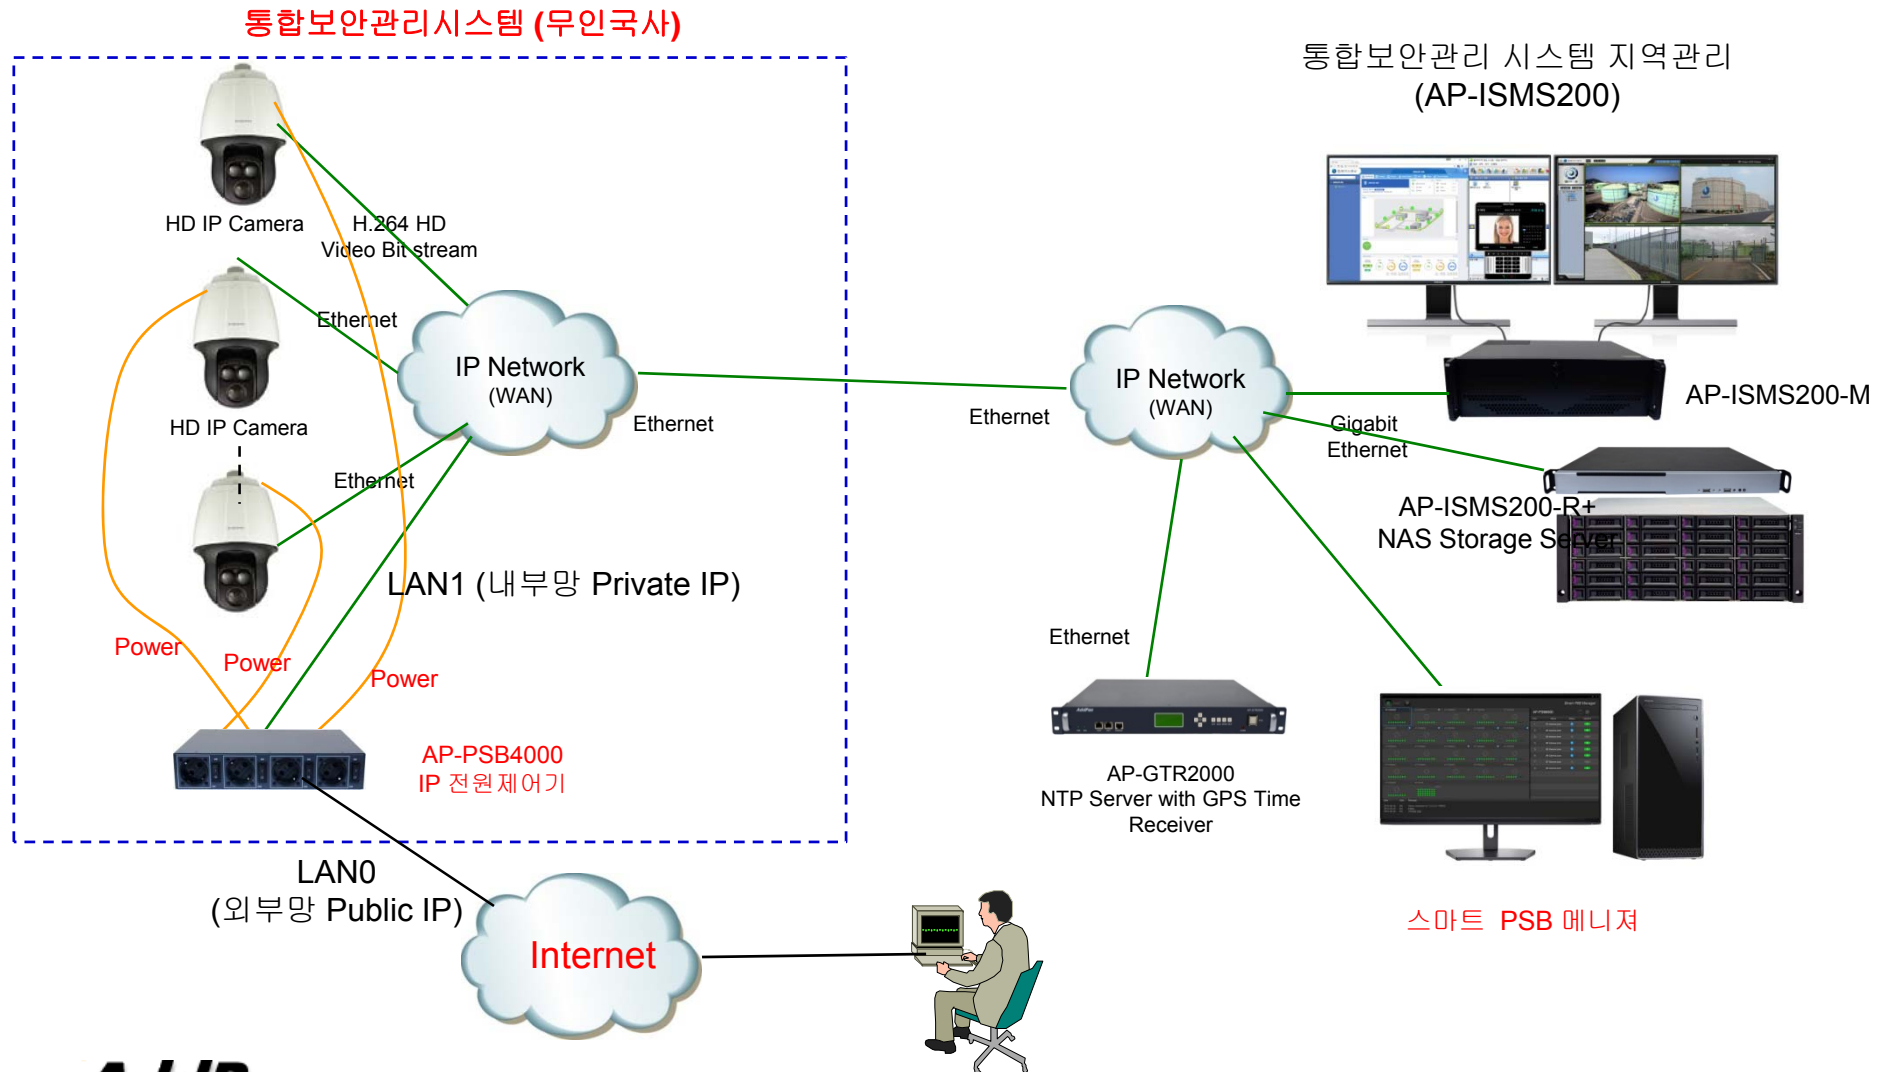 통합보안관리시스템 (무인국사)
통합보안관리 시스템 지역관리
(AP-ISMS200)
HD IP Camera
H.264 HD
Video Bit stream
Ethernet
IP Network
(WAN)
Ethernet
HD IP Camera
Ethernet
LAN1 (내부망 Private IP)
Power
Power
Power
AP-PSB4000
IP 전원제어기
LAN0
(외부망 Public IP)
Internet
IP Network
(WAN)
Ethernet
Gigabit
Ethernet
AP-ISMS200-M
AP-ISMS200-R+
NAS Storage Server
Ethernet
AP-GTR2000
NTP Server with GPS Time
Receiver
스마트 PSB 메니져